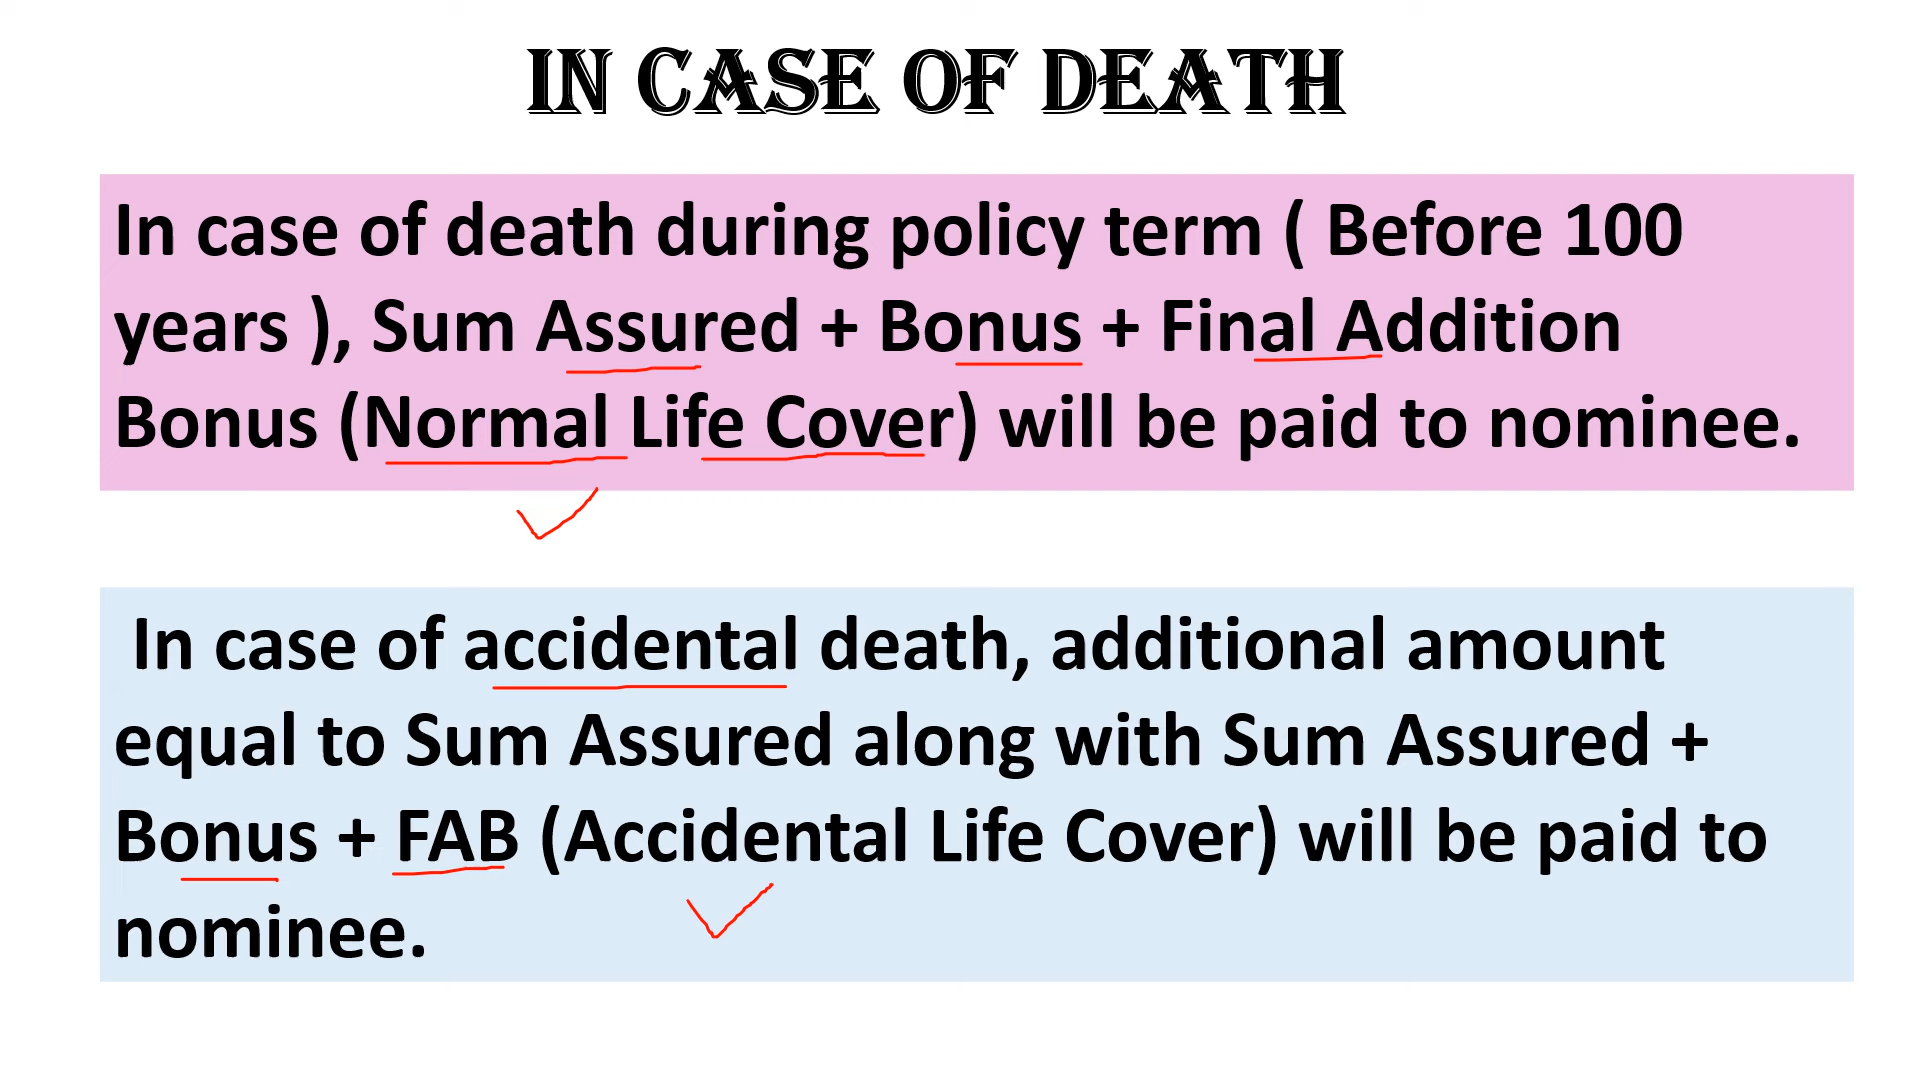 IN CASE OF DEATH
In case of death during policy term ( Before 100
years ), Sum Assured + Bonus + Final Addition
Bonus (Normal Life Cover) will be paid to nominee.
In case of accidental death, additional amount
equal to Sum Assured along with Sum Assured +
Bonus + FAB (Accidental Life Cover) will be paid to
nominee.